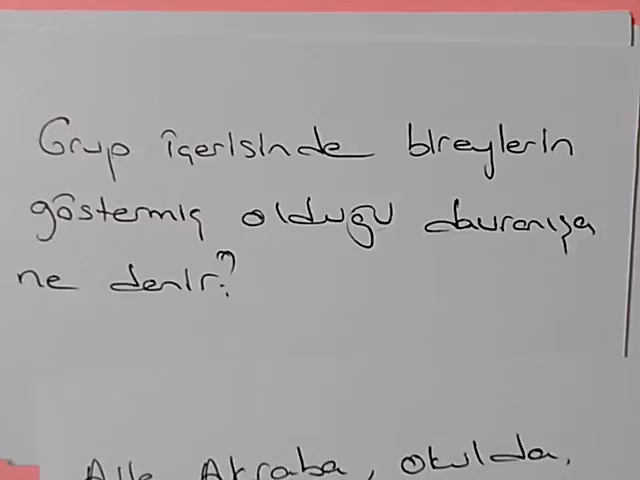 Grup içerisinde bireylerin
göstermiş olduğu davranışa
ne denir?
Aile Akraba, okulda,